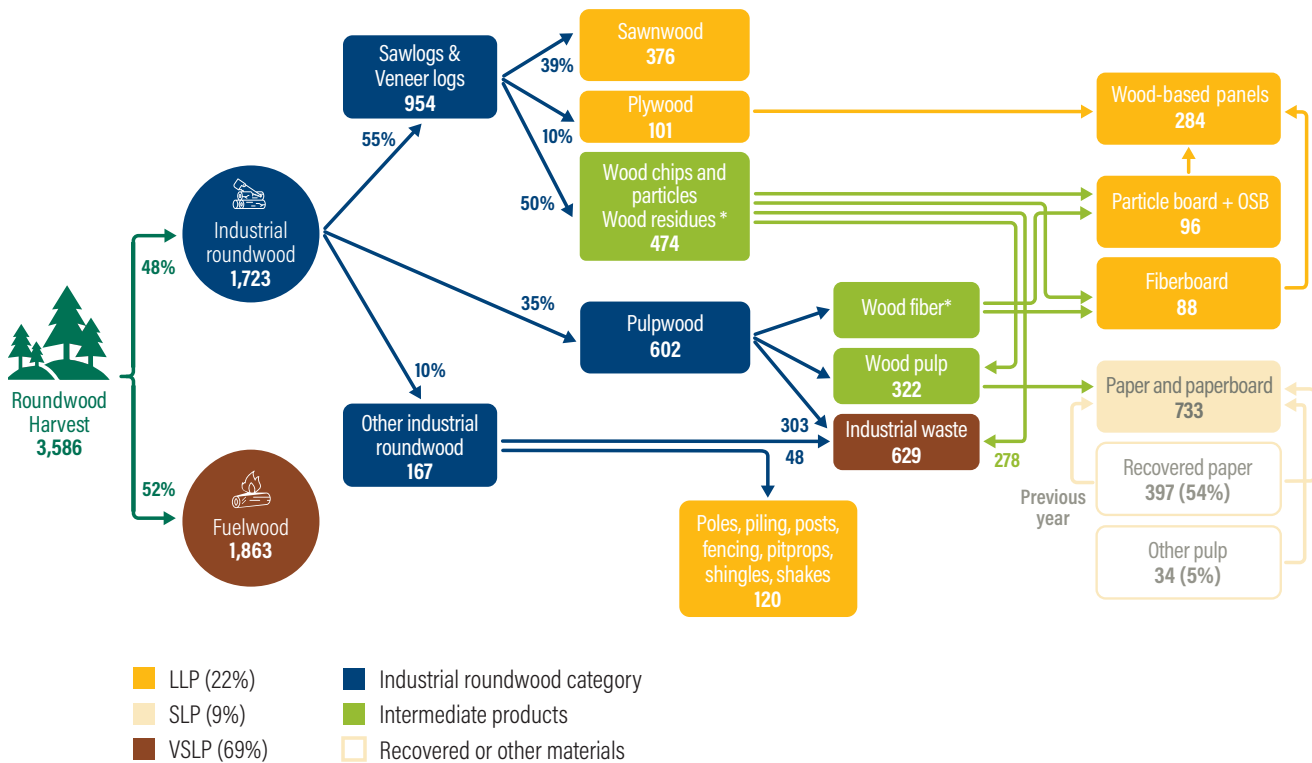 Roundwood
Harvest
3,586
48%
52%
Industrial
roundwood
1,723
Fuelwood
1,863
55%
35%
10%
Sawlogs &
Veneer logs
954
39%
10%
50%
Sawnwood
376
Plywood
101
Wood chips and
particles
Wood residues *
474
Pulpwood
602
Other industrial
roundwood
167
303
48
278
Wood fiber*
Wood pulp
322
Industrial waste
629
Poles, piling, posts,
fencing, pitprops,
shingles, shakes
120
Wood-based panels
284
Particle board + OSB
96
Fiberboard
88
Paper and paperboard
733
Recovered paper
397 (54%)
Previous
year
Other pulp
34 (5%)
LLP (22%)
SLP (9%)
VSLP (69%)
Industrial roundwood category
Intermediate products
Recovered or other materials